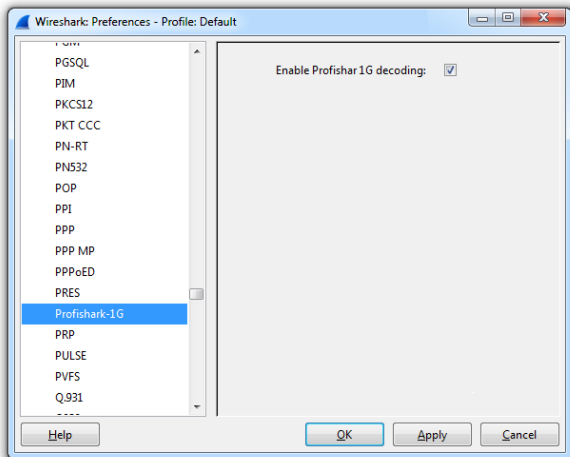 Wireshark: Preferences - Profile: Default
PGSQL
PIM
PKCS12
PKT CCC
PN-RT
PN532
POP
PPI
PPP
PPP MP
PPPoED
PRES
Profishark-1G
PRP
PULSE
PVFS
Q.931
Enable Profishar 1G decoding:
Help
OK
Apply
Cancel